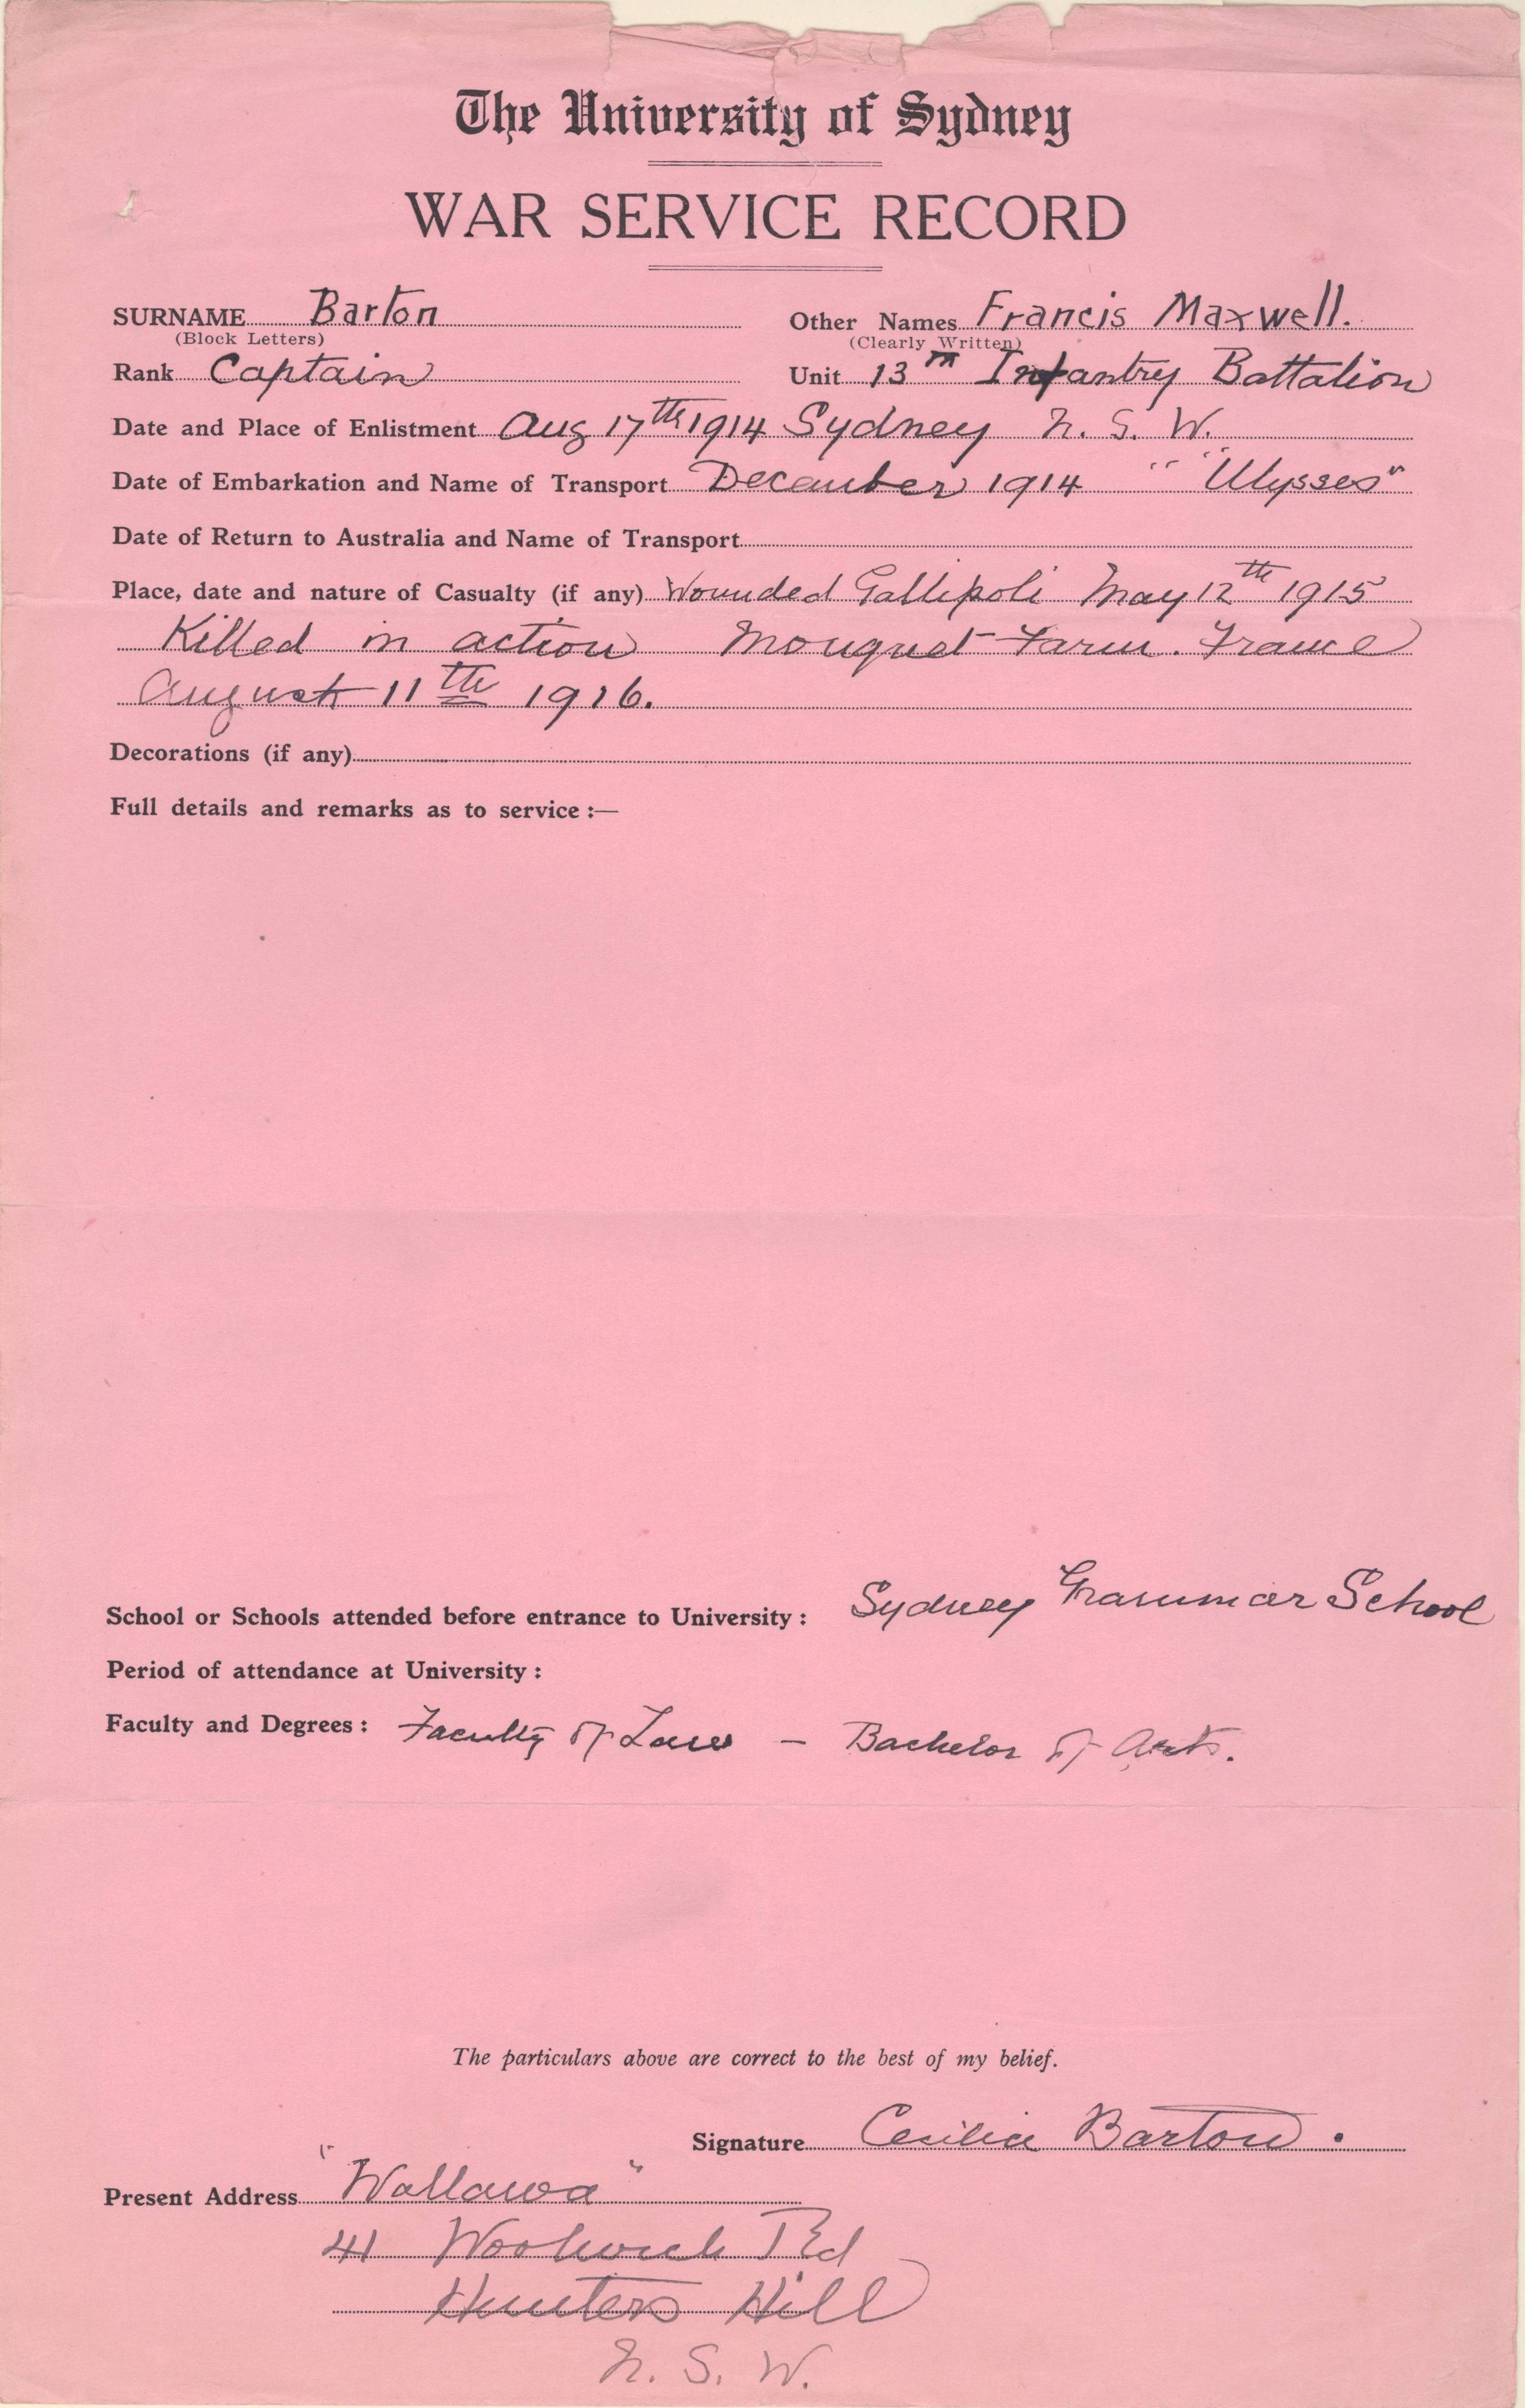 The University of Sydney
WAR SERVICE RECORD
SURNAME Barton Other Names Francis Maxwell.
(Block Letters) (Clearly Written)
Rank Captain Unit 13th Infantry Battalion
Date and Place of Enlistment Aug 17th 1914 Sydney N. S. W.
Date of Embarkation and Name of Transport December 1914 " "Ulysses"
Date of Return to Australia and Name of Transport
Place, date and nature of Casualty (if any) Wounded Gallipoli May 12th 1915
Killed in action Mouquet Farm. France
August 11th 1916.
Decorations (if any)
Full details and remarks as to service :—
School or Schools attended before entrance to University : Sydney Grammar School
Period of attendance at University :
Faculty and Degrees : Faculty of Law – Bachelor of Arts.
The particulars above are correct to the best of my belief.
Signature Cecilia Barton.
Present Address "Wallawa"
41 Woolwich Rd
Hunters Hill
N. S. W.